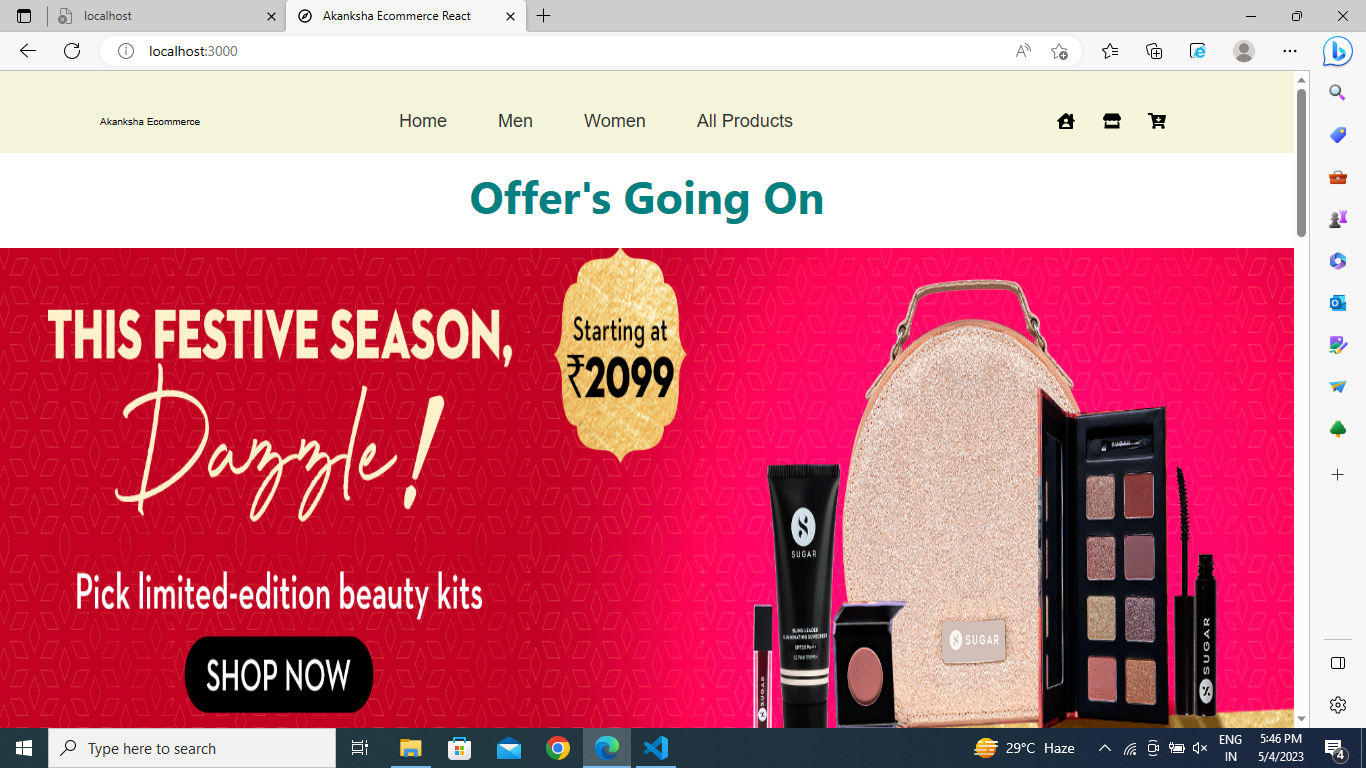 localhost
Akanksha Ecommerce React
localhost:3000
Akanksha Ecommerce
Home
Men
Women
All Products
Offer's Going On
THIS FESTIVE SEASON,
Dazzle!
Starting at
₹2099
Pick limited-edition beauty kits
SHOP NOW
SUGAR
SUGAR
SUGAR
SUGAR
SUGAR
Type here to search
29°C Haze
ENG
IN
5:46 PM
5/4/2023
4